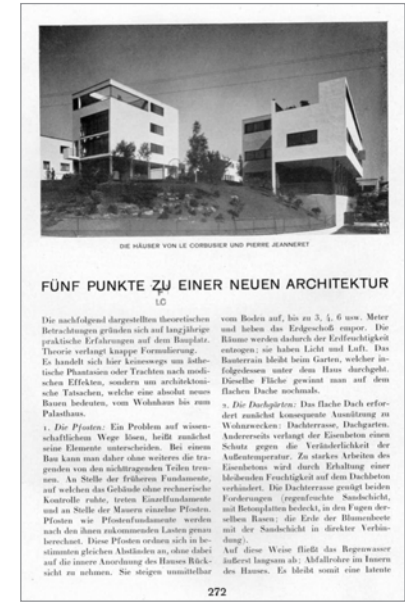 DIE HÄUSER VON LE CORBUSIER UND PIERRE JEANNERET
FÜNF PUNKTE ZU EINER NEUEN ARCHITEKTUR
Die nachfolgend dargestellten theoretischen
Betrachtungen gründen sich auf langjährige
praktische Erfahrungen auf dem Bauplatz.
Theorie verlangt knappe Formulierung.
Es handelt sich hier keineswegs um ästhe-
tische Phantasien oder Trachten nach modi-
schen Effekten, sondern um architektoni-
sche Tatsachen, welche eine absolut neues
Bauen bedeuten, vom Wohnhaus bis zum
Palasthaus.
1. Die Pfosten: Ein Problem auf wissen-
schaftlichem Wege lösen, heißt zunächst
seine Elemente unterscheiden. Bei einem
Bau kann man daher ohne weiteres die tra-
genden von den nichttragenden Teilen tren-
nen. An Stelle der früheren Fundamente,
auf welchen das Gebäude ohne rechnerische
Kontrolle ruhte, treten Einzelfundamente
und an Stelle der Mauern einzelne Pfosten.
Pfosten wie Pfostenfundamente werden
nach den ihnen zukommenden Lasten genau
berechnet. Diese Pfosten ordnen sich in be-
stimmten gleichen Abständen an, ohne dabei
auf die innere Anordnung des Hauses Rück-
sicht zu nehmen. Sie steigen unmittelbar
vom Boden auf, bis zu 3, 4, 6 usw. Meter
und heben das Erdgeschoß empor. Die
Räume werden dadurch der Erdfeuchtigkeit
entzogen; sie haben Licht und Luft. Das
Bauterrain bleibt beim Garten, welcher in-
folgedessen unter dem Haus durchgeht.
Dieselbe Fläche gewinnt man auf dem
flachen Dache nochmals.
2. Die Dachgärten: Das flache Dach erfor-
dert zunächst konsequente Ausnützung zu
Wohnzwecken: Dachterrasse, Dachgarten.
Andererseits verlangt der Eisenbeton einen
Schutz gegen die Veränderlichkeit der
Außentemperatur. Zu starkes Arbeiten des
Eisenbetons wird durch Erhaltung einer
bleibenden Feuchtigkeit auf dem Dachbeton
verhindert. Die Dachterrasse genügt beiden
Forderungen (regenfeuchte Sandschicht,
mit Betonplatten bedeckt, in den Fugen der-
selben Rasen; die Erde der Blumenbeete
mit der Sandschicht in direkter Verbin-
dung).
Auf diese Weise fließt das Regenwasser
äußerst langsam ab; Abfallrohre im Innern
des Hauses. Es bleibt somit eine latente
272